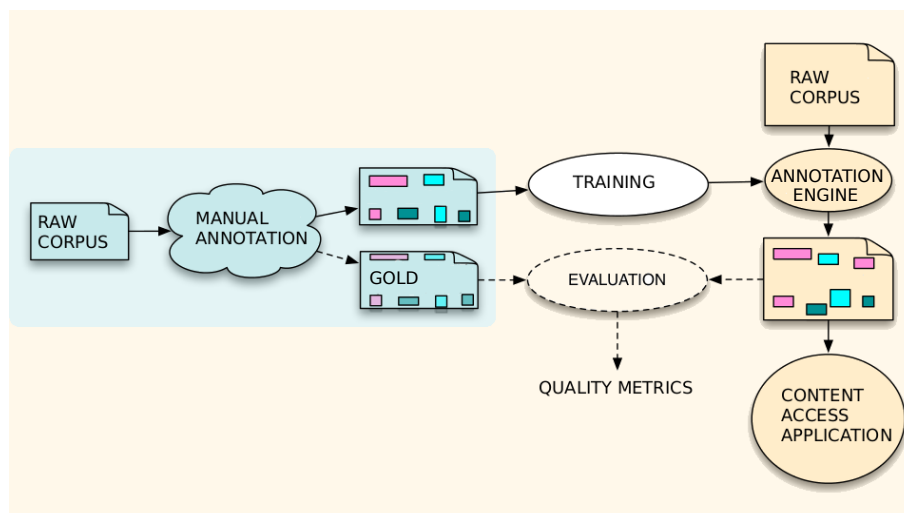 RAW
CORPUS
MANUAL
ANNOTATION
GOLD
TRAINING
EVALUATION
QUALITY METRICS
RAW
CORPUS
ANNOTATION
ENGINE
CONTENT
ACCESS
APPLICATION